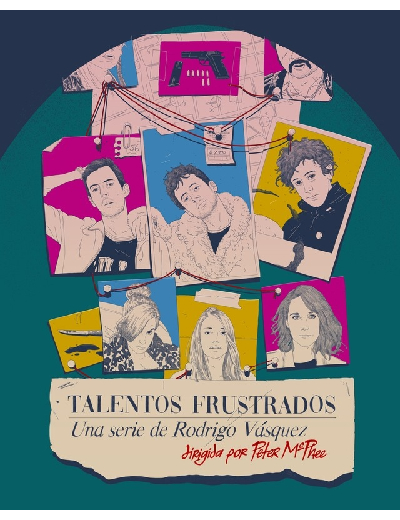 TALENTOS FRUSTRADOS
Una serie de Rodrigo Vásquez
dirigida por Peter McPhee